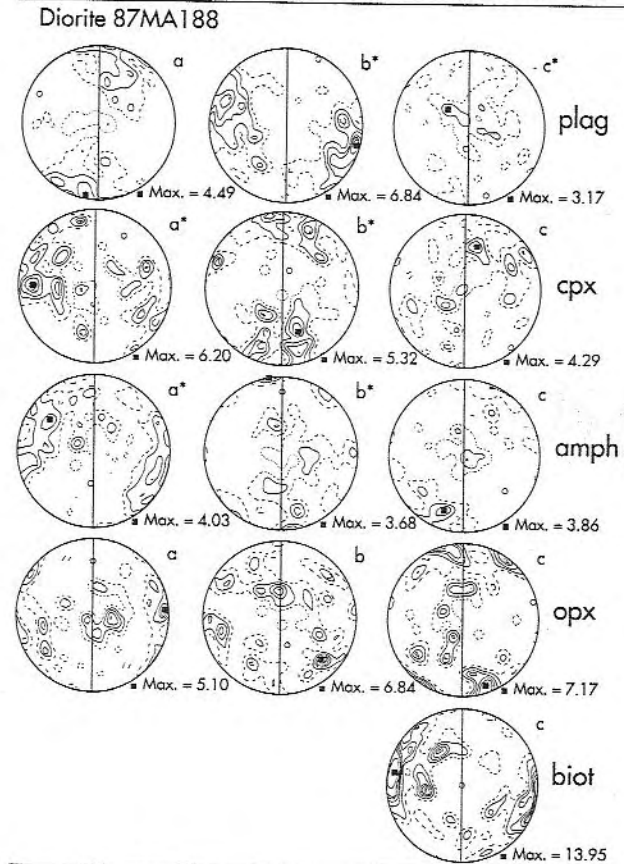 Diorite 87MA188
a b* c* plag
■ Max. = 4.49 ■ Max. = 6.84 ■ Max. = 3.17
a* b* c cpx
■ Max. = 6.20 ■ Max. = 5.32 ■ Max. = 4.29
a* b* c amph
■ Max. = 4.03 ■ Max. = 3.68 ■ Max. = 3.86
a b c opx
■ Max. = 5.10 ■ Max. = 6.84 ■ Max. = 7.17
c biot
■ Max. = 13.95